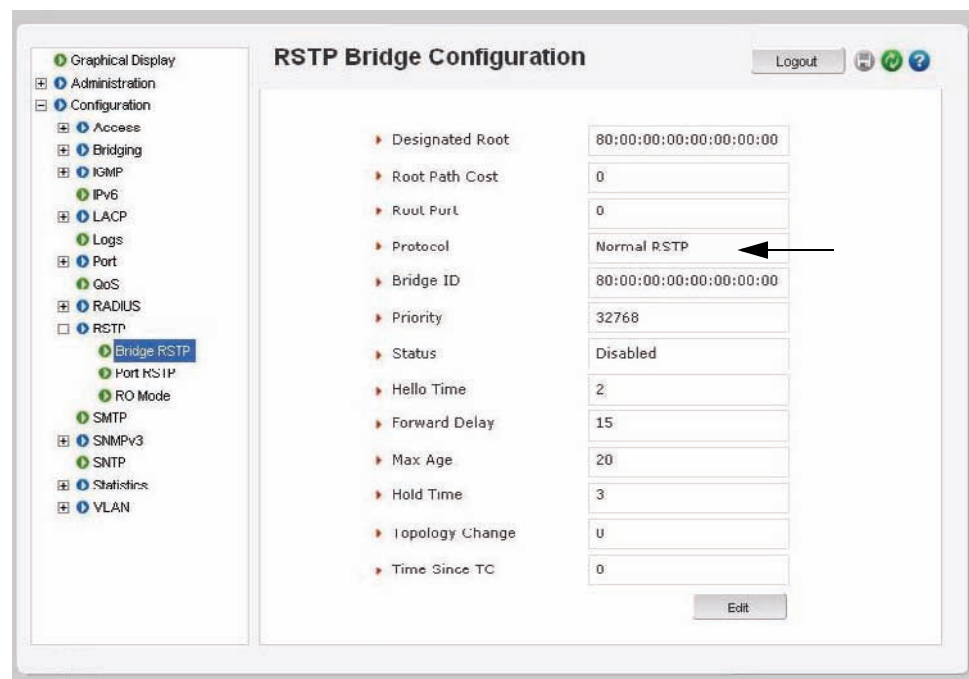 RSTP Bridge Configuration
Logout
Graphical Display
Administration
Configuration
Access
Bridging
IGMP
IPv6
LACP
Logs
Port
QoS
RADIUS
RSTP
Bridge RSTP
Port RSTP
RO Mode
SMTP
SNMPv3
SNTP
Statistics
VLAN
Designated Root 80:00:00:00:00:00:00:00
Root Path Cost 0
Root Port 0
Protocol Normal RSTP
Bridge ID 80:00:00:00:00:00:00:00
Priority 32768
Status Disabled
Hello Time 2
Forward Delay 15
Max Age 20
Hold Time 3
Topology Change 0
Time Since TC 0
Edit